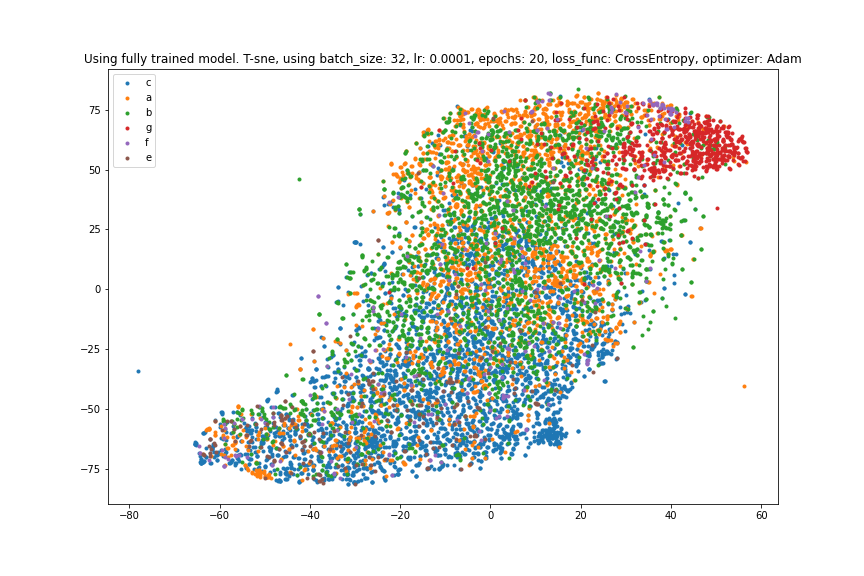 Using fully trained model. T-sne, using batch_size: 32, lr: 0.0001, epochs: 20, loss_func: CrossEntropy, optimizer: Adam
c
a
b
g
f
e
75
50
25
0
−25
−50
−75
−80 −60 −40 −20 0 20 40 60